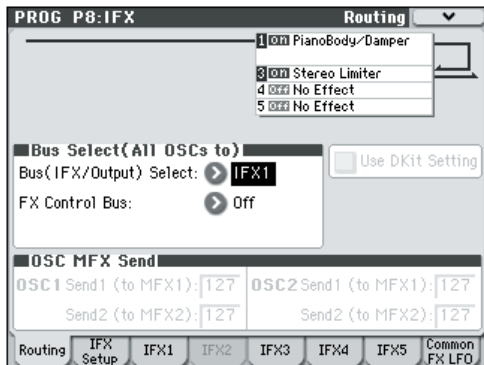 PROG P8:IFX Routing
1 On PianoBody/Damper
3 On Stereo Limiter
4 Off No Effect
5 Off No Effect
Bus Select(All OSCs to)
Bus(IFX/Output) Select: IFX1
Use DKit Setting
FX Control Bus: Off
OSC MFX Send
OSC1 Send1 (to MFX1): 127 OSC2 Send1 (to MFX1): 127
Send2 (to MFX2): 127 Send2 (to MFX2): 127
Routing IFX Setup IFX1 IFX2 IFX3 IFX4 IFX5 Common FX LFO